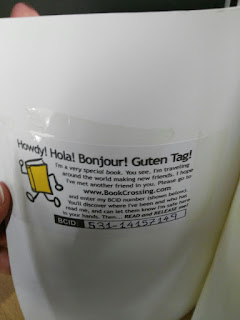 Howdy! Hola! Bonjour! Guten Tag!
I'm a very special book. You see, I'm traveling
around the world making new friends. I hope
I've met another friend in you. Please go to
www.BookCrossing.com
and enter my BCID number (shown below).
You'll discover where I've been and who has
read me, and can let them know I'm safe here
in your hands. Then... READ and RELEASE me!
BCID: 531-14157149